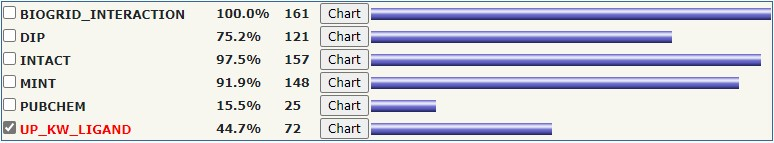 BIOGRID_INTERACTION 100.0% 161 Chart
DIP 75.2% 121 Chart
INTACT 97.5% 157 Chart
MINT 91.9% 148 Chart
PUBCHEM 15.5% 25 Chart
UP_KW_LIGAND 44.7% 72 Chart